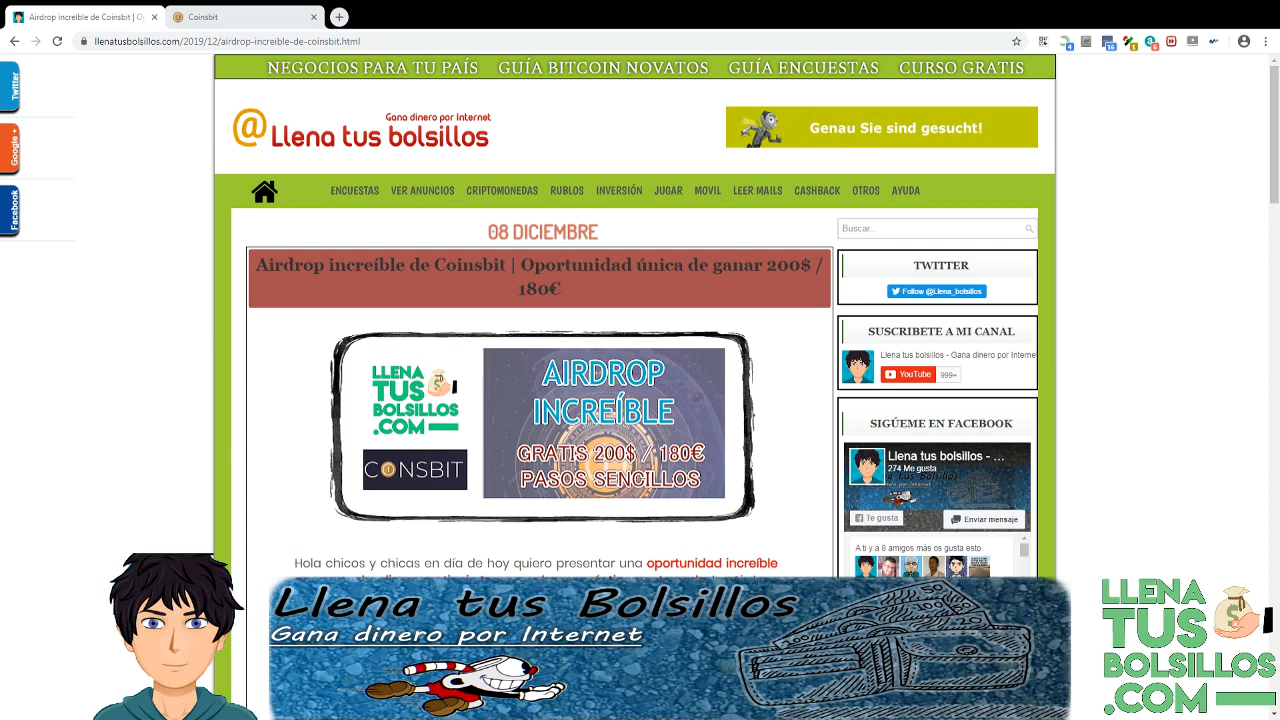 Airdrop increíble de Coinsbit | O
Coinsbit
llenatusbolsillos.com/2019/12/airdrop-increible-de-coinsbit.html
4
16
1
6
Twitter
Google +
Facebook
NEGOCIOS PARA TU PAÍS GUÍA BITCOIN NOVATOS GUÍA ENCUESTAS CURSO GRATIS
Gana dinero por Internet
@Llena tus bolsillos
Genau Sie sind gesucht!
ENCUESTAS VER ANUNCIOS CRIPTOMONEDAS RUBLOS INVERSIÓN JUGAR MOVIL LEER MAILS CASHBACK OTROS AYUDA
08 DICIEMBRE
Airdrop increíble de Coinsbit | Oportunidad única de ganar 200$ /
180€
LLENA
TUS
BOLSILLOS
.COM
COINSBIT
AIRDROP
INCREÍBLE
GRATIS 200$ / 180€
PASOS SENCILLOS
Hola chicos y chicas en día de hoy quiero presentar una oportunidad increíble
Buscar...
TWITTER
Follow @Llena_bolsillos
SUSCRIBETE A MI CANAL
Llena tus bolsillos - Gana dinero por Interne
YouTube 999+
SIGÚEME EN FACEBOOK
Llena tus bolsillos - ...
274 Me gusta
Te gusta
Enviar mensaje
A ti y a 8 amigos más os gusta esto
Llena tus Bolsillos
Gana dinero por Internet
LLENA
TUS
BOLSILLOS
.COM